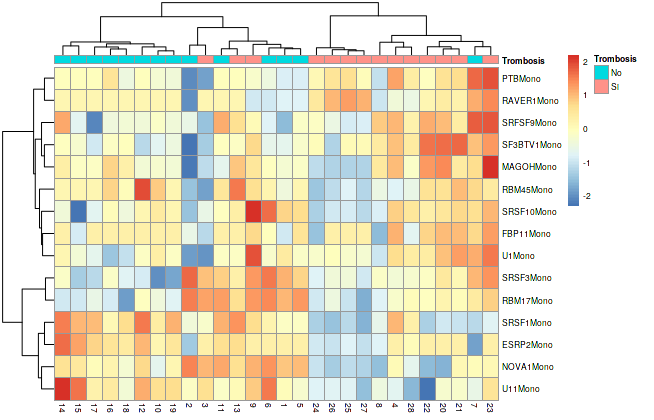 Trombosis
Trombosis
No
SI
2
1
0
-1
-2
PTBMono
RAVER1Mono
SRFSF9Mono
SF3BTV1Mono
MAGOHMono
RBM45Mono
SRSF10Mono
FBP11Mono
U1Mono
SRSF3Mono
RBM17Mono
SRSF1Mono
ESRP2Mono
NOVA1Mono
U11Mono
14 15 17 16 18 12 10 19 2 3 11 13 9 6 1 5 24 26 25 27 8 4 28 22 20 21 7 23